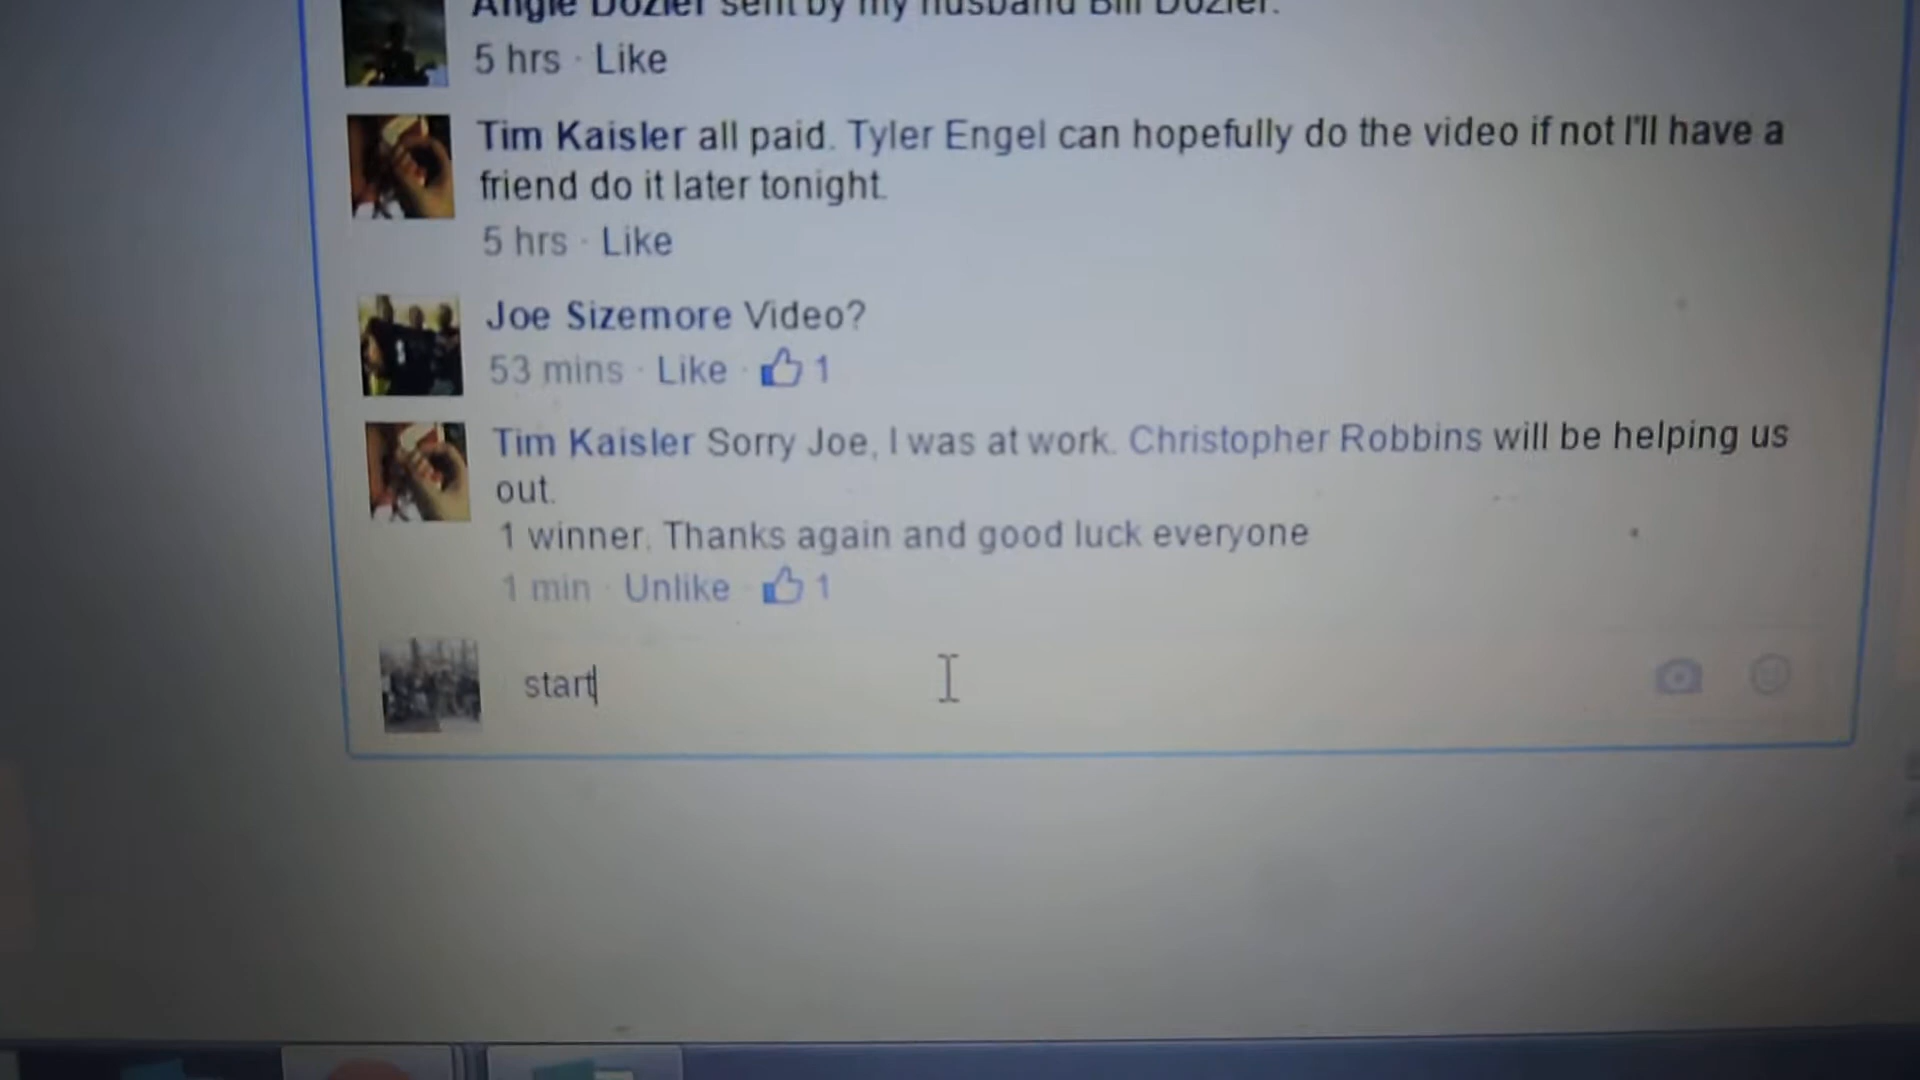 Angie Dozier sent by my husband Bill Dozier.
5 hrs · Like
Tim Kaisler all paid. Tyler Engel can hopefully do the video if not I'll have a
friend do it later tonight.
5 hrs · Like
Joe Sizemore Video?
53 mins · Like · 1
Tim Kaisler Sorry Joe, I was at work. Christopher Robbins will be helping us
out.
1 winner. Thanks again and good luck everyone
1 min · Unlike · 1
start